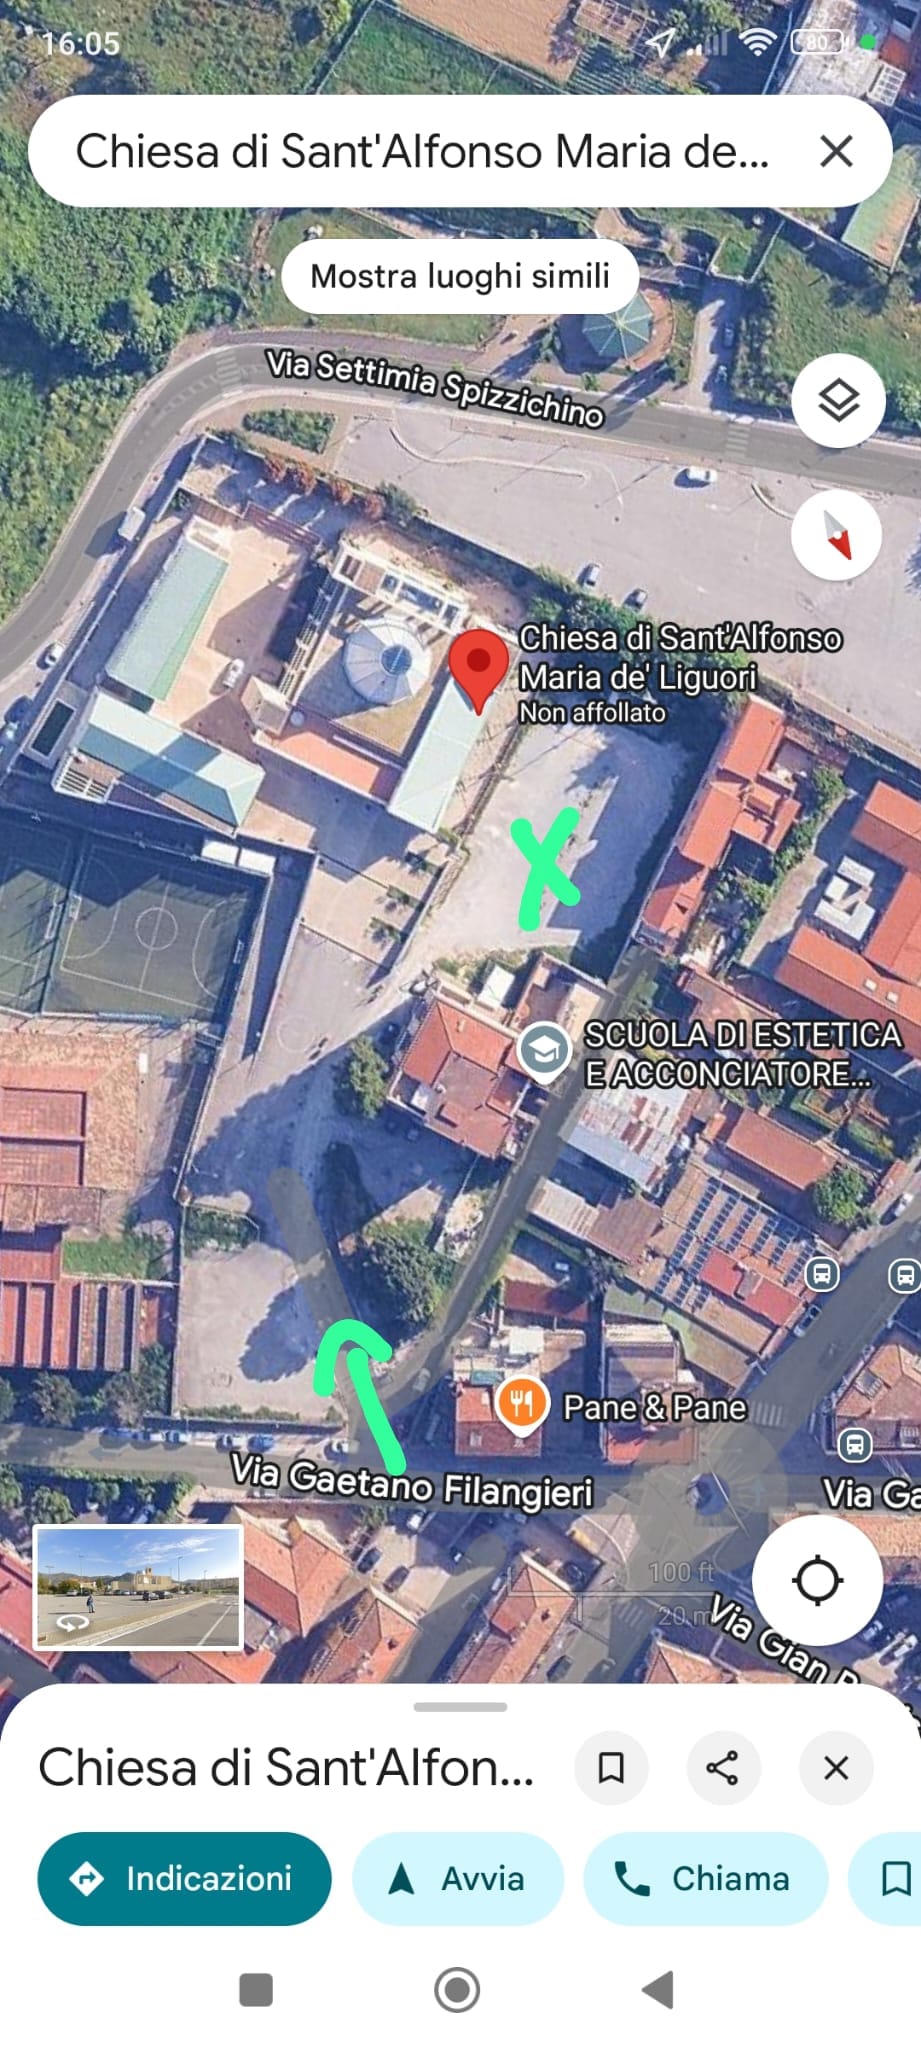 16:05
80
Chiesa di Sant'Alfonso Maria de...
Mostra luoghi simili
Via Settimia Spizzichino
Chiesa di Sant'Alfonso
Maria de' Liguori
Non affollato
X
SCUOLA DI ESTETICA
E ACCONCIATORE...
Pane & Pane
Via Gaetano Filangieri
Via Ga
100 ft
20 m
Via Gian
Chiesa di Sant'Alfon...
Indicazioni
Avvia
Chiama